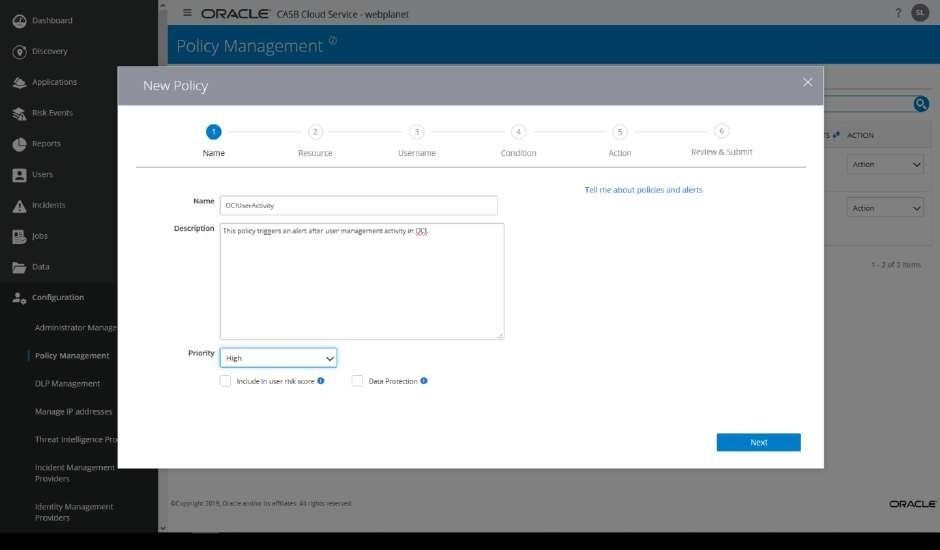 Dashboard
Discovery
Applications
Risk Events
Reports
Users
Incidents
Jobs
Data
Configuration
Administrator Manage
Policy Management
DLP Management
Manage IP addresses
Threat Intelligence Pro
Incident Management
Providers
Identity Management
Providers
ORACLE® CASB Cloud Service - webplanet
? SL
Policy Management ?
New Policy
1 2 3 4 5 6
Name Resource Username Condition Action Review & Submit
Tell me about policies and alerts
Name OCIUserActivity
Description This policy triggers an alert after user management activity in OCI.
Priority High
Include in user risk score Data Protection
Next
TS ACTION
Action
Action
1 - 2 of 2 items
©Copyright 2019, Oracle and/or its affiliates. All rights reserved.
ORACLE